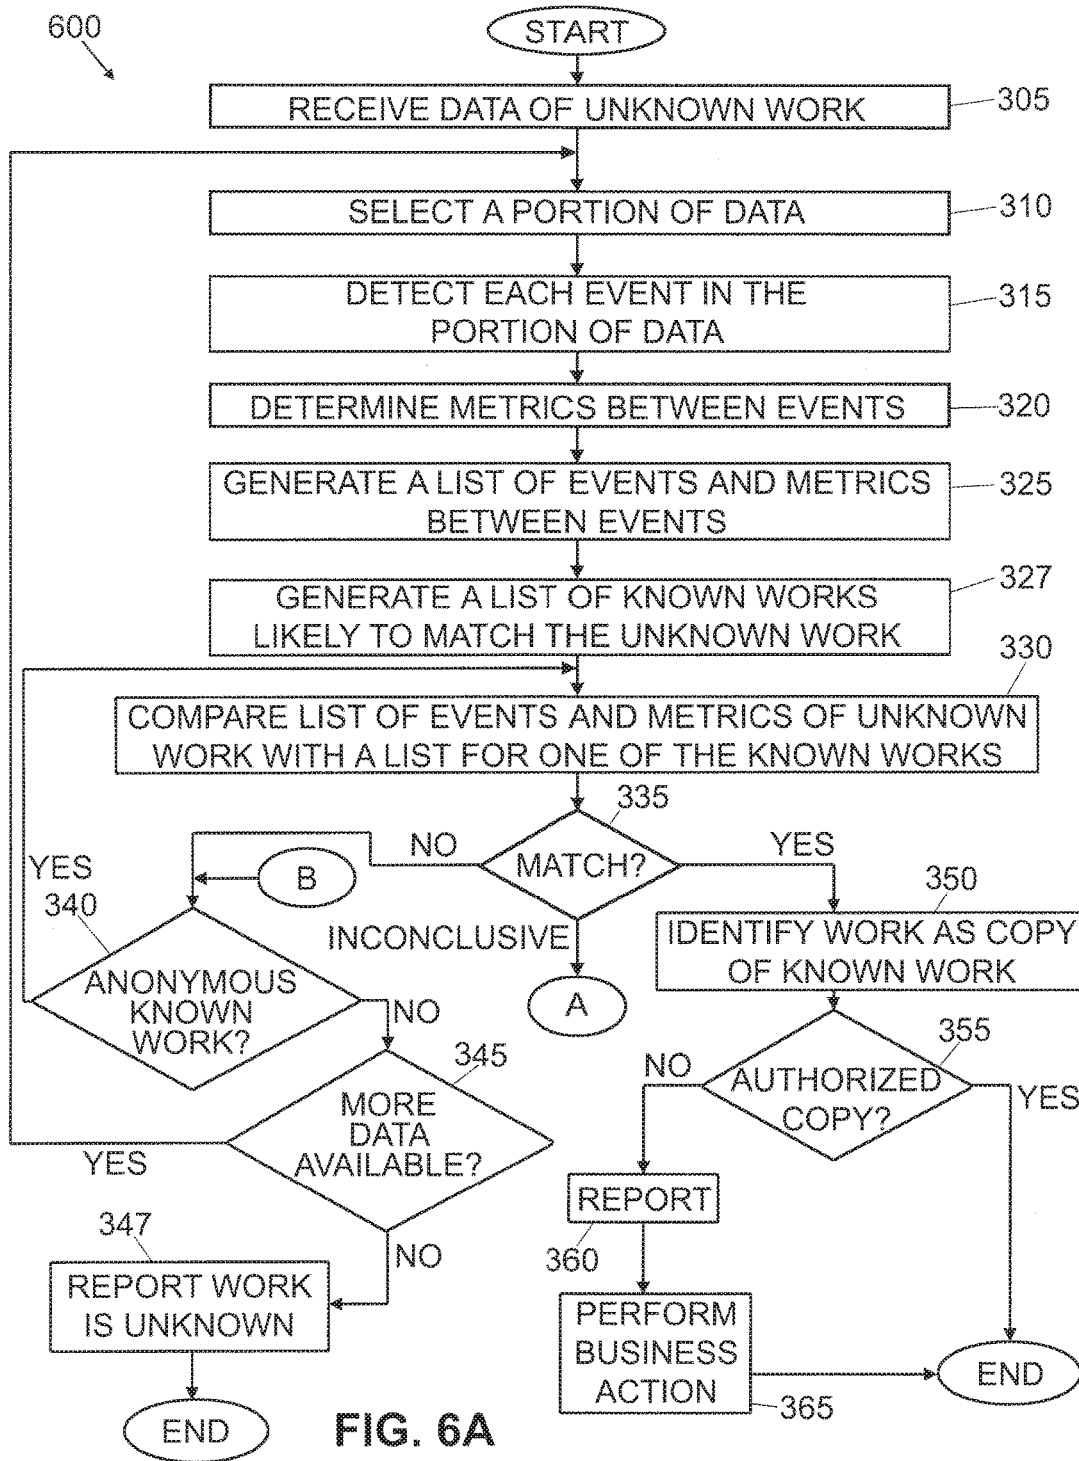 600
START
RECEIVE DATA OF UNKNOWN WORK
305
SELECT A PORTION OF DATA
310
DETECT EACH EVENT IN THE
PORTION OF DATA
315
DETERMINE METRICS BETWEEN EVENTS
320
GENERATE A LIST OF EVENTS AND METRICS
BETWEEN EVENTS
325
GENERATE A LIST OF KNOWN WORKS
LIKELY TO MATCH THE UNKNOWN WORK
327
330
COMPARE LIST OF EVENTS AND METRICS OF UNKNOWN
WORK WITH A LIST FOR ONE OF THE KNOWN WORKS
335
MATCH?
NO
YES
INCONCLUSIVE
A
B
YES
340
ANONYMOUS
KNOWN
WORK?
NO
345
MORE
DATA
AVAILABLE?
YES
NO
347
REPORT WORK
IS UNKNOWN
END
350
IDENTIFY WORK AS COPY
OF KNOWN WORK
355
AUTHORIZED
COPY?
NO
YES
REPORT
360
PERFORM
BUSINESS
ACTION
365
END
FIG. 6A